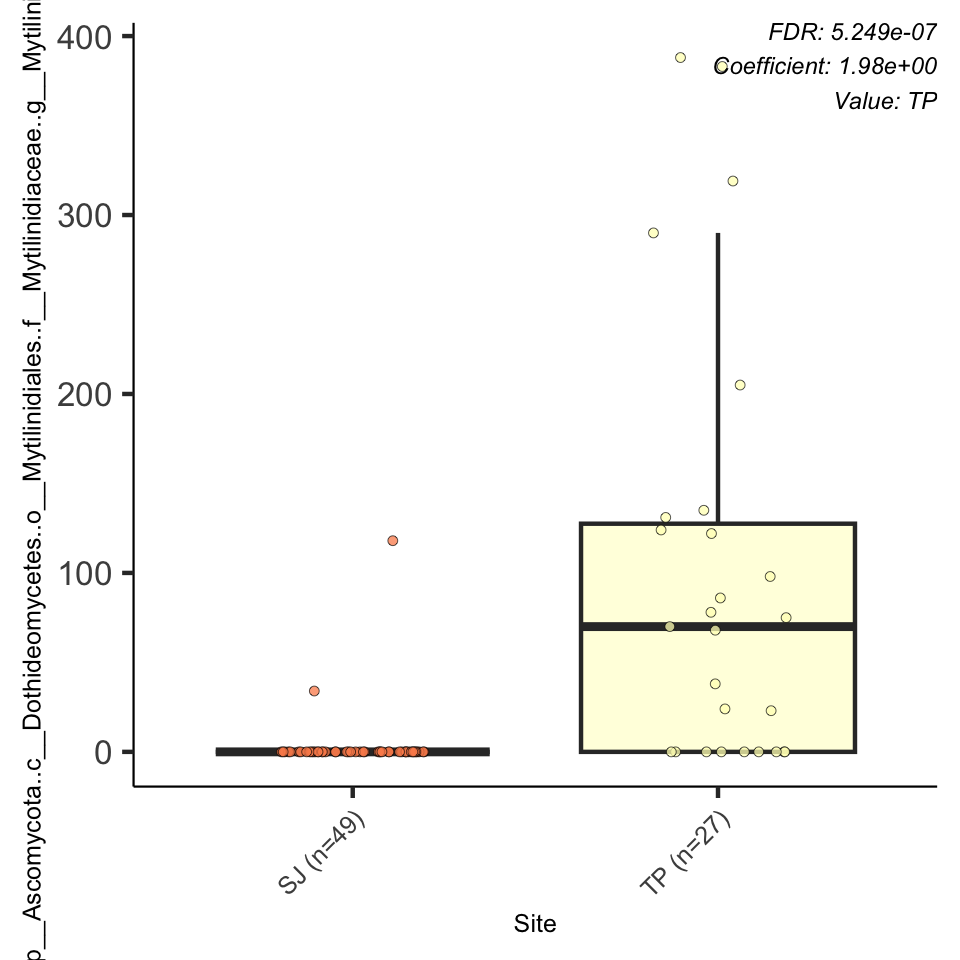 p__Ascomycota..c__Dothideomycetes..o__Mytilinidiales..f__Mytilinidiaceae..g__Mytilini
400
300
200
100
0
FDR: 5.249e-07
Coefficient: 1.98e+00
Value: TP
SJ (n=49)
TP (n=27)
Site